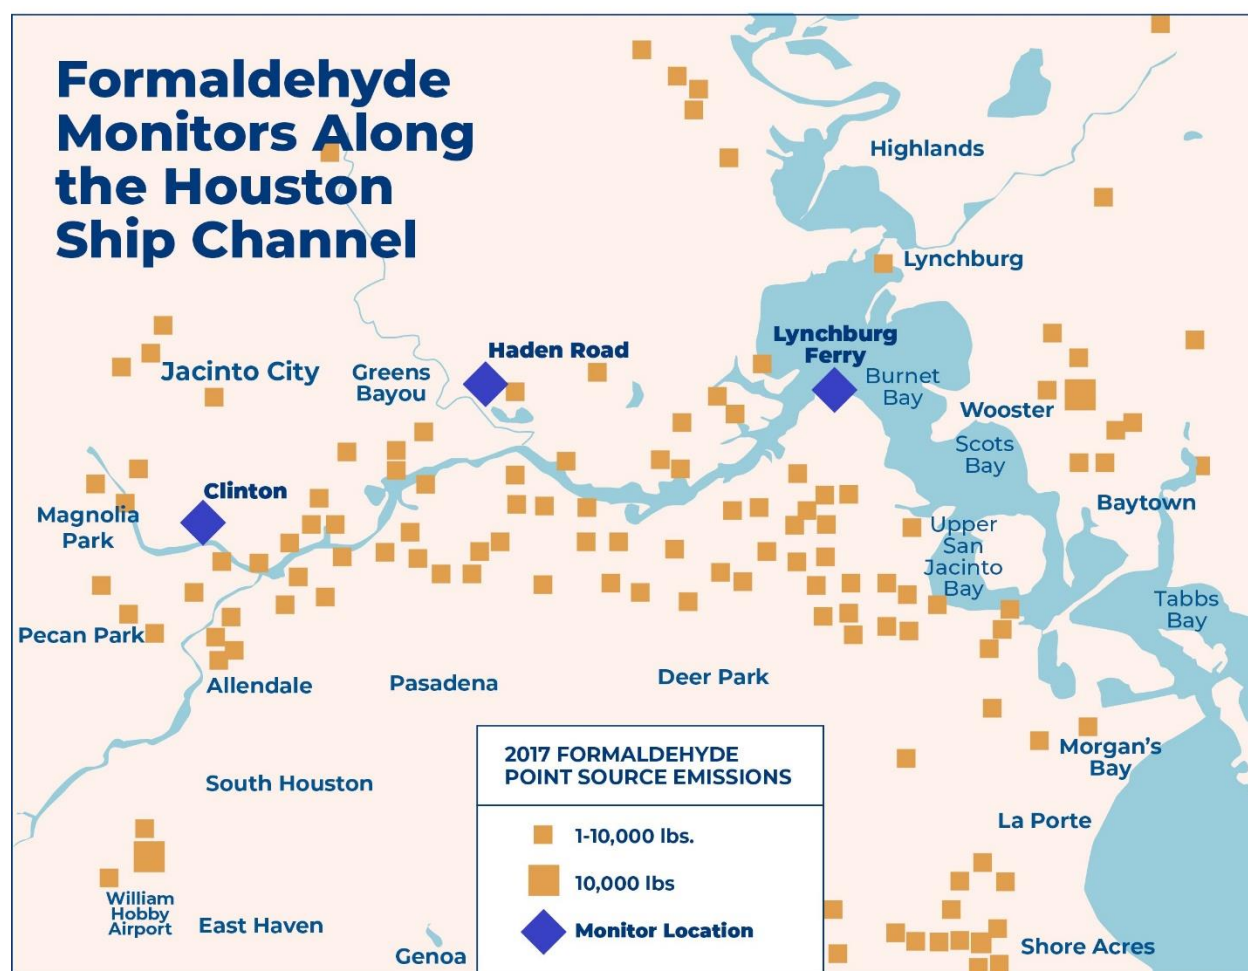 Formaldehyde
Monitors Along
the Houston
Ship Channel
Highlands
Lynchburg
Lynchburg
Ferry
Haden Road
Jacinto City
Greens
Bayou
Burnet
Bay
Wooster
Scots
Bay
Clinton
Baytown
Magnolia
Park
Upper
San
Jacinto
Bay
Tabbs
Bay
Pecan Park
Allendale
Pasadena
Deer Park
Morgan's
Bay
South Houston
2017 FORMALDEHYDE
POINT SOURCE EMISSIONS
1-10,000 lbs.
10,000 lbs
Monitor Location
La Porte
William
Hobby
Airport
East Haven
Genoa
Shore Acres